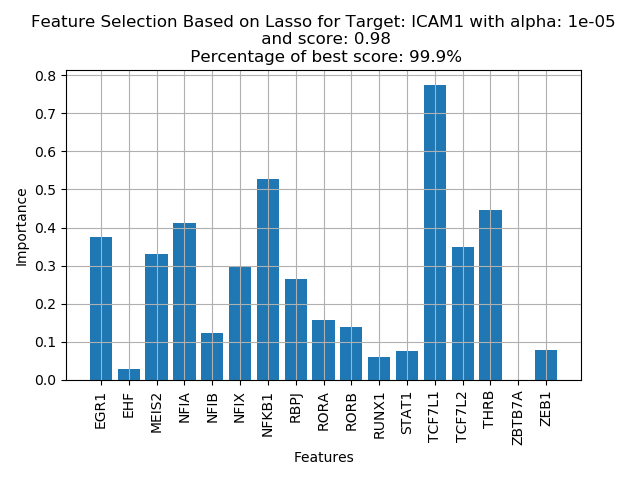 Feature Selection Based on Lasso for Target: ICAM1 with alpha: 1e-05
and score: 0.98
Percentage of best score: 99.9%
0.8
0.7
0.6
0.5
0.4
0.3
0.2
0.1
0.0
Importance
EGR1
EHF
MEIS2
NFIA
NFIB
NFIX
NFKB1
RBPJ
RORA
RORB
RUNX1
STAT1
TCF7L1
TCF7L2
THRB
ZBTB7A
ZEB1
Features